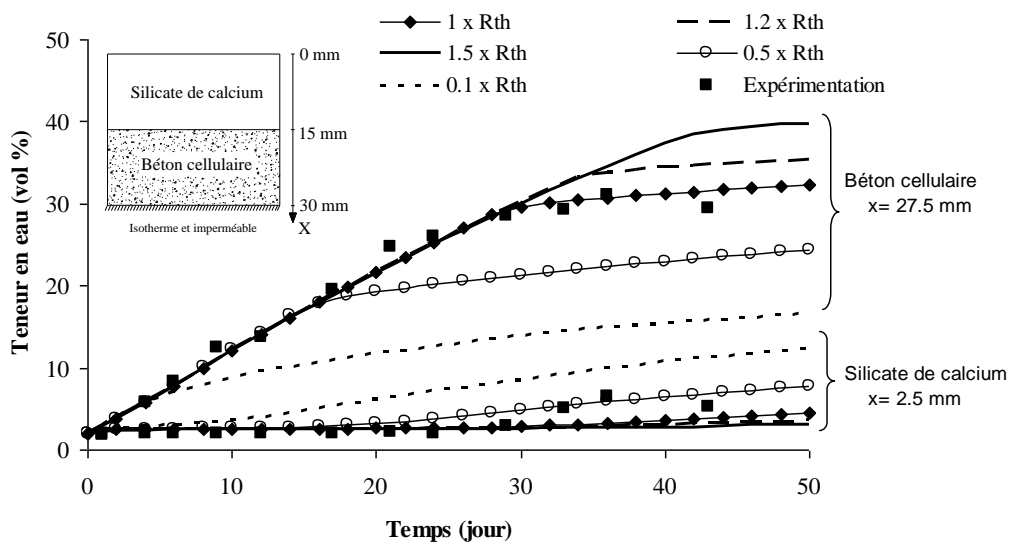 1 x Rth
1.2 x Rth
1.5 x Rth
0.5 x Rth
0.1 x Rth
Expérimentation
50
40
30
20
10
0
Teneur en eau (vol %)
0 mm
Silicate de calcium
15 mm
Béton cellulaire
30 mm
Isotherme et imperméable
X
Béton cellulaire
x= 27.5 mm
Silicate de calcium
x= 2.5 mm
0
10
20
30
40
50
Temps (jour)